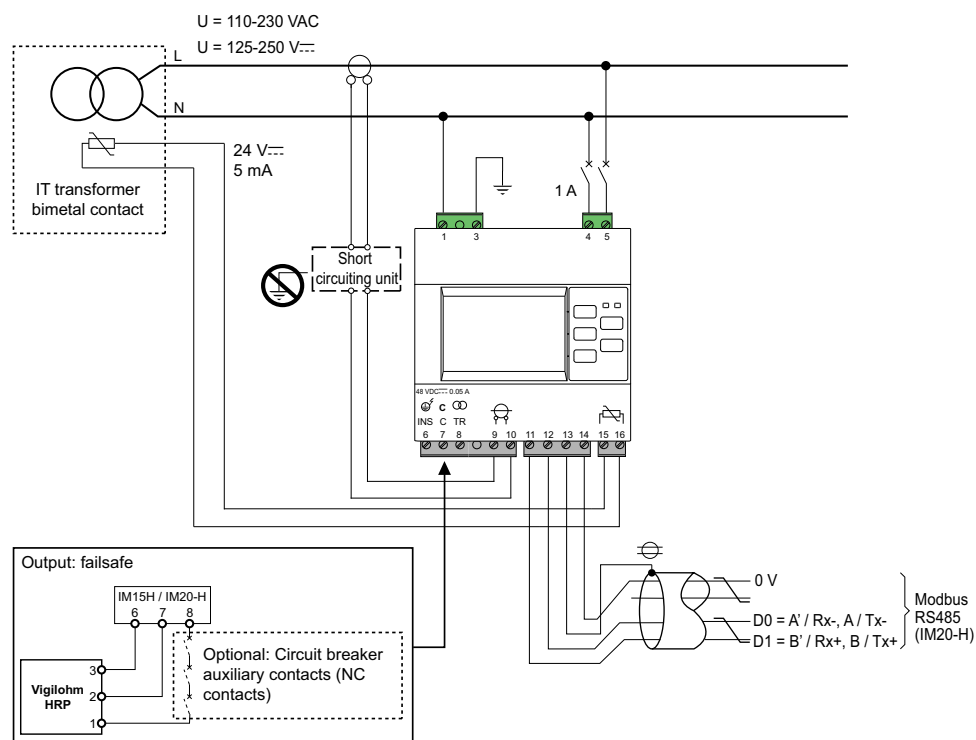 U = 110-230 VAC
U = 125-250 V
L
N
24 V
5 mA
IT transformer
bimetal contact
1 A
1 3
4 5
Short
circuiting unit
48 VDC 0.05 A
C
INS C TR
6 7 8 9 10 11 12 13 14 15 16
Output: failsafe
IM15H / IM20-H
6 7 8
Optional: Circuit breaker
auxiliary contacts (NC
contacts)
Vigilohm
HRP
3
2
1
0 V
D0 = A' / Rx-, A / Tx-
D1 = B' / Rx+, B / Tx+
Modbus
RS485
(IM20-H)